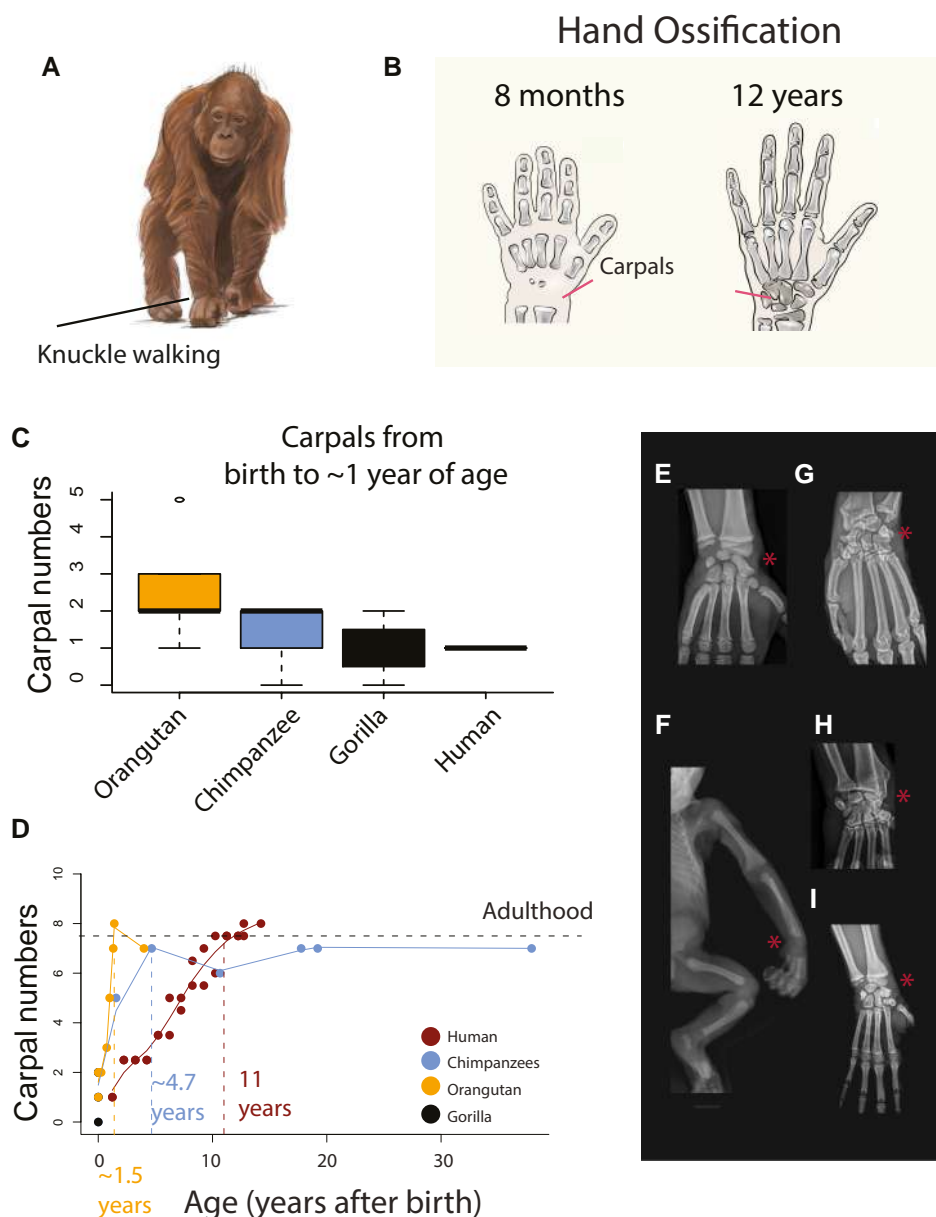 Hand Ossification
A
B
8 months
12 years
Carpals
Knuckle walking
C
Carpals from
birth to ~1 year of age
Carpal numbers
5
4
3
2
1
0
Orangutan
Chimpanzee
Gorilla
Human
D
Carpal numbers
10
8
6
4
2
0
Adulthood
Human
Chimpanzees
Orangutan
Gorilla
~4.7
years
11
years
0
10
20
30
~1.5
years
Age (years after birth)
E
*
G
*
F
*
H
*
I
*